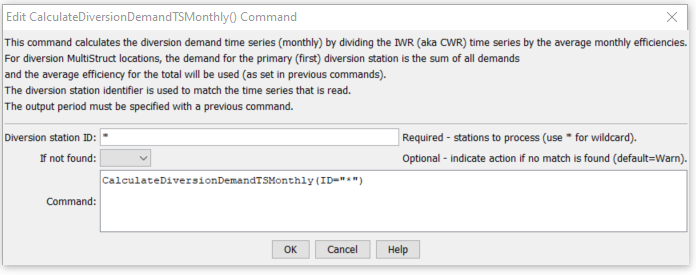 Edit CalculateDiversionDemandTSMonthly() Command
This command calculates the diversion demand time series (monthly) by dividing the IWR (aka CWR) time series by the average monthly efficiencies.
For diversion MultiStruct locations, the demand for the primary (first) diversion station is the sum of all demands
and the average efficiency for the total will be used (as set in previous commands).
The diversion station identifier is used to match the time series that is read.
The output period must be specified with a previous command.
Diversion station ID: * Required - stations to process (use * for wildcard).
If not found: Optional - indicate action if no match is found (default=Warn).
Command: CalculateDiversionDemandTSMonthly(ID="*")
OK Cancel Help